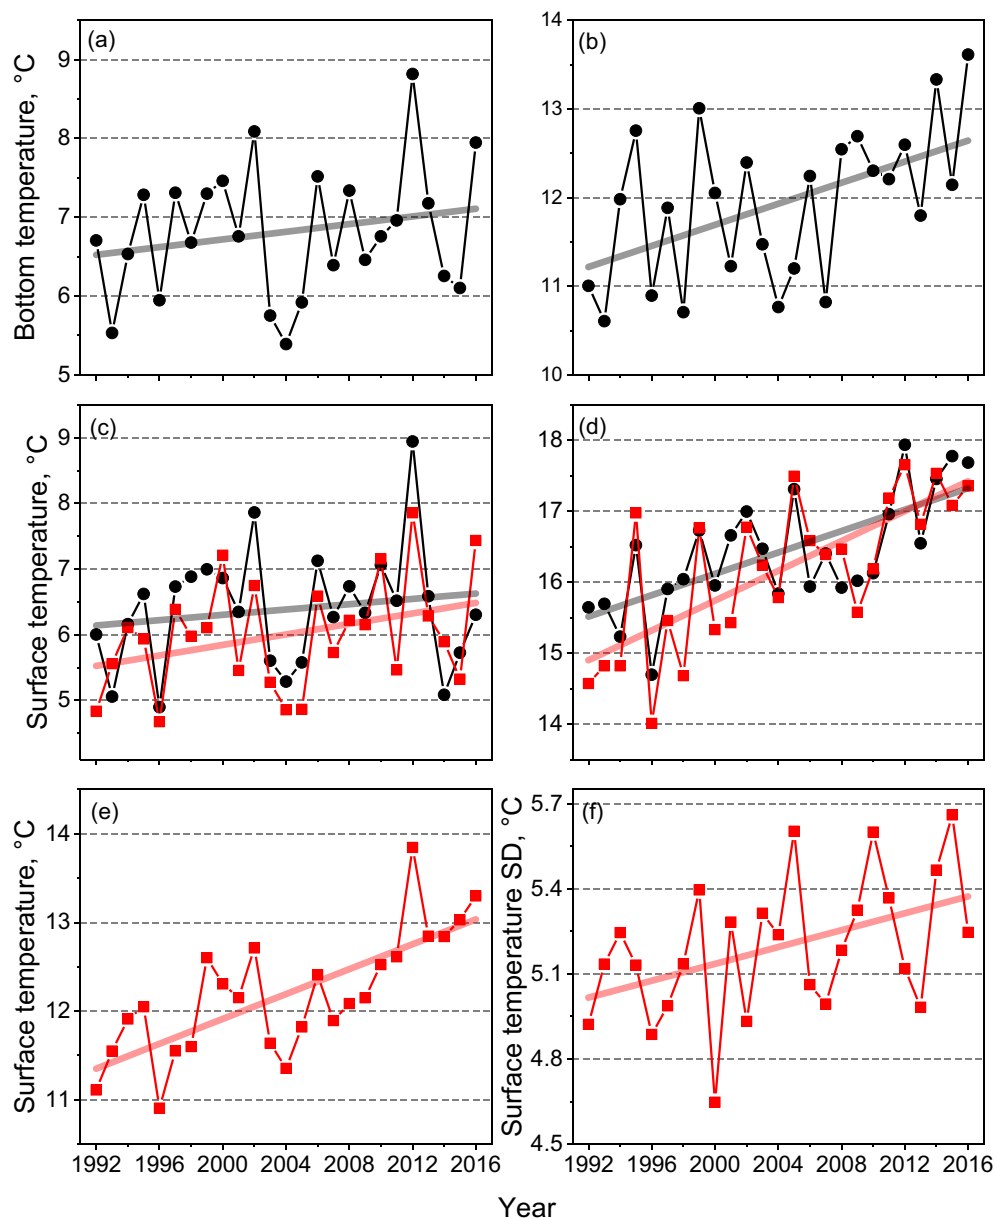 (a)
9
8
7
6
5
Bottom temperature, °C
(b)
14
13
12
11
10
(c)
9
8
7
6
5
Surface temperature, °C
(d)
18
17
16
15
14
(e)
14
13
12
11
Surface temperature, °C
1992 1996 2000 2004 2008 2012 2016
(f)
5.7
5.4
5.1
4.8
4.5
Surface temperature SD, °C
1992 1996 2000 2004 2008 2012 2016
Year